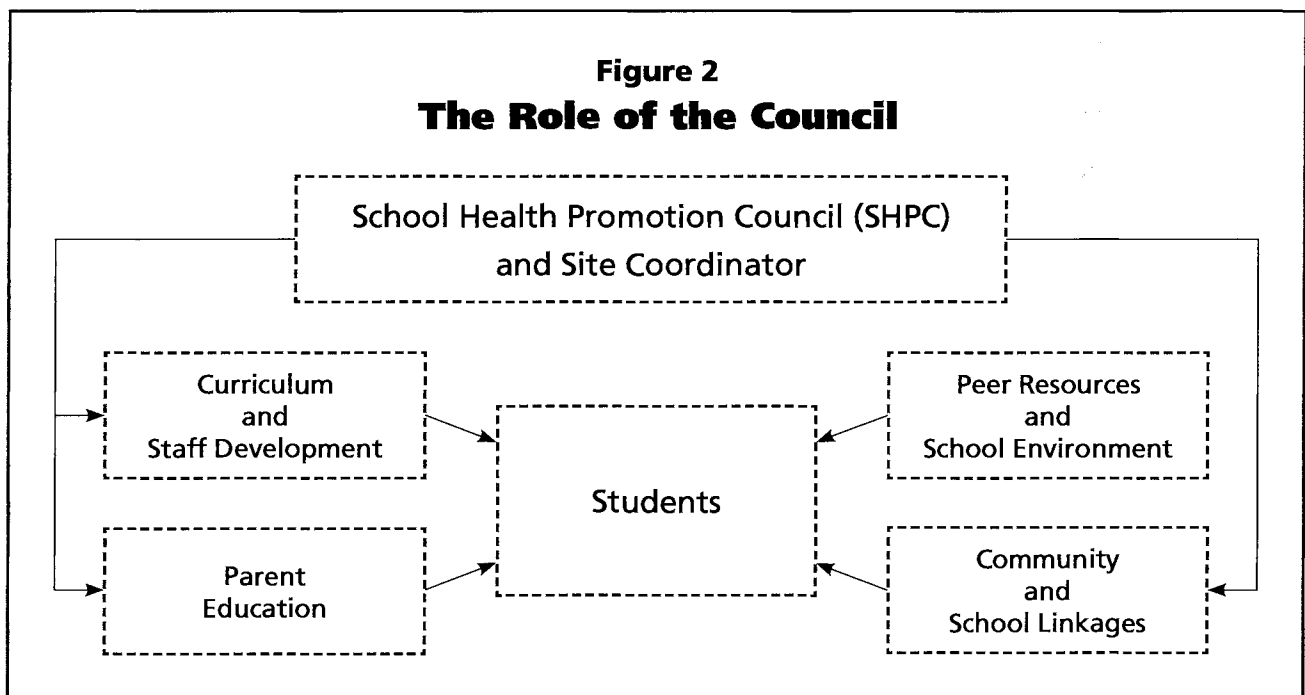 Figure 2
The Role of the Council
School Health Promotion Council (SHPC)
and Site Coordinator
Curriculum
and
Staff Development
Parent
Education
Students
Peer Resources
and
School Environment
Community
and
School Linkages